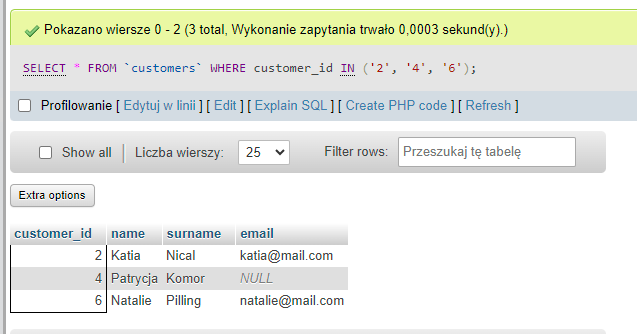 Pokazano wiersze 0 - 2 (3 total, Wykonanie zapytania trwało 0,0003 sekund(y).)
SELECT * FROM `customers` WHERE customer_id IN ('2', '4', '6');
Profilowanie [ Edytuj w linii ] [ Edit ] [ Explain SQL ] [ Create PHP code ] [ Refresh ]
Show all | Liczba wierszy: 25 Filter rows: Przeszukaj tę tabelę
Extra options
customer_id name surname email
2 Katia Nical katia@mail.com
4 Patrycja Komor NULL
6 Natalie Pilling natalie@mail.com